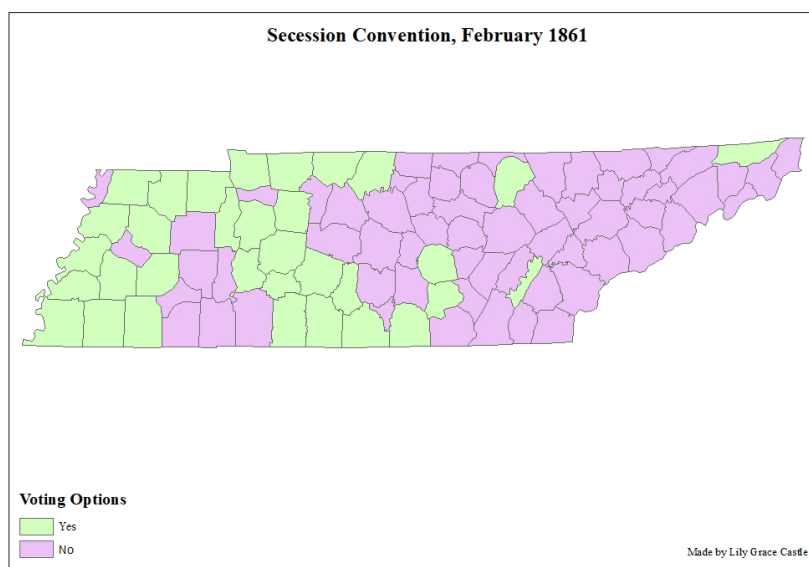 Secession Convention, February 1861
Voting Options
Yes
No
Made by Lily Grace Castle